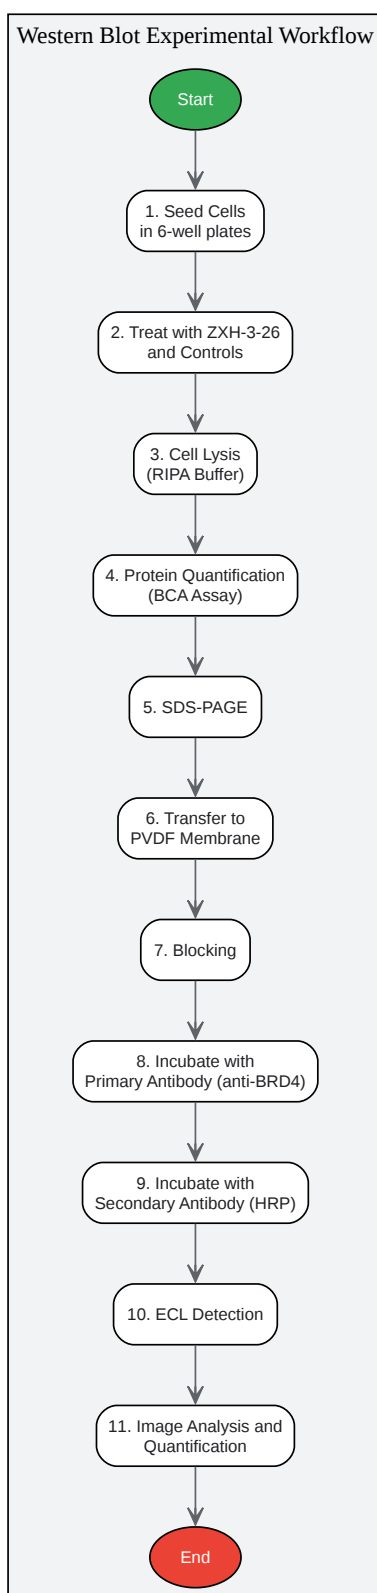 Western Blot Experimental Workflow
Start
1. Seed Cells
in 6-well plates
2. Treat with ZXH-3-26
and Controls
3. Cell Lysis
(RIPA Buffer)
4. Protein Quantification
(BCA Assay)
5. SDS-PAGE
6. Transfer to
PVDF Membrane
7. Blocking
8. Incubate with
Primary Antibody (anti-BRD4)
9. Incubate with
Secondary Antibody (HRP)
10. ECL Detection
11. Image Analysis and
Quantification
End